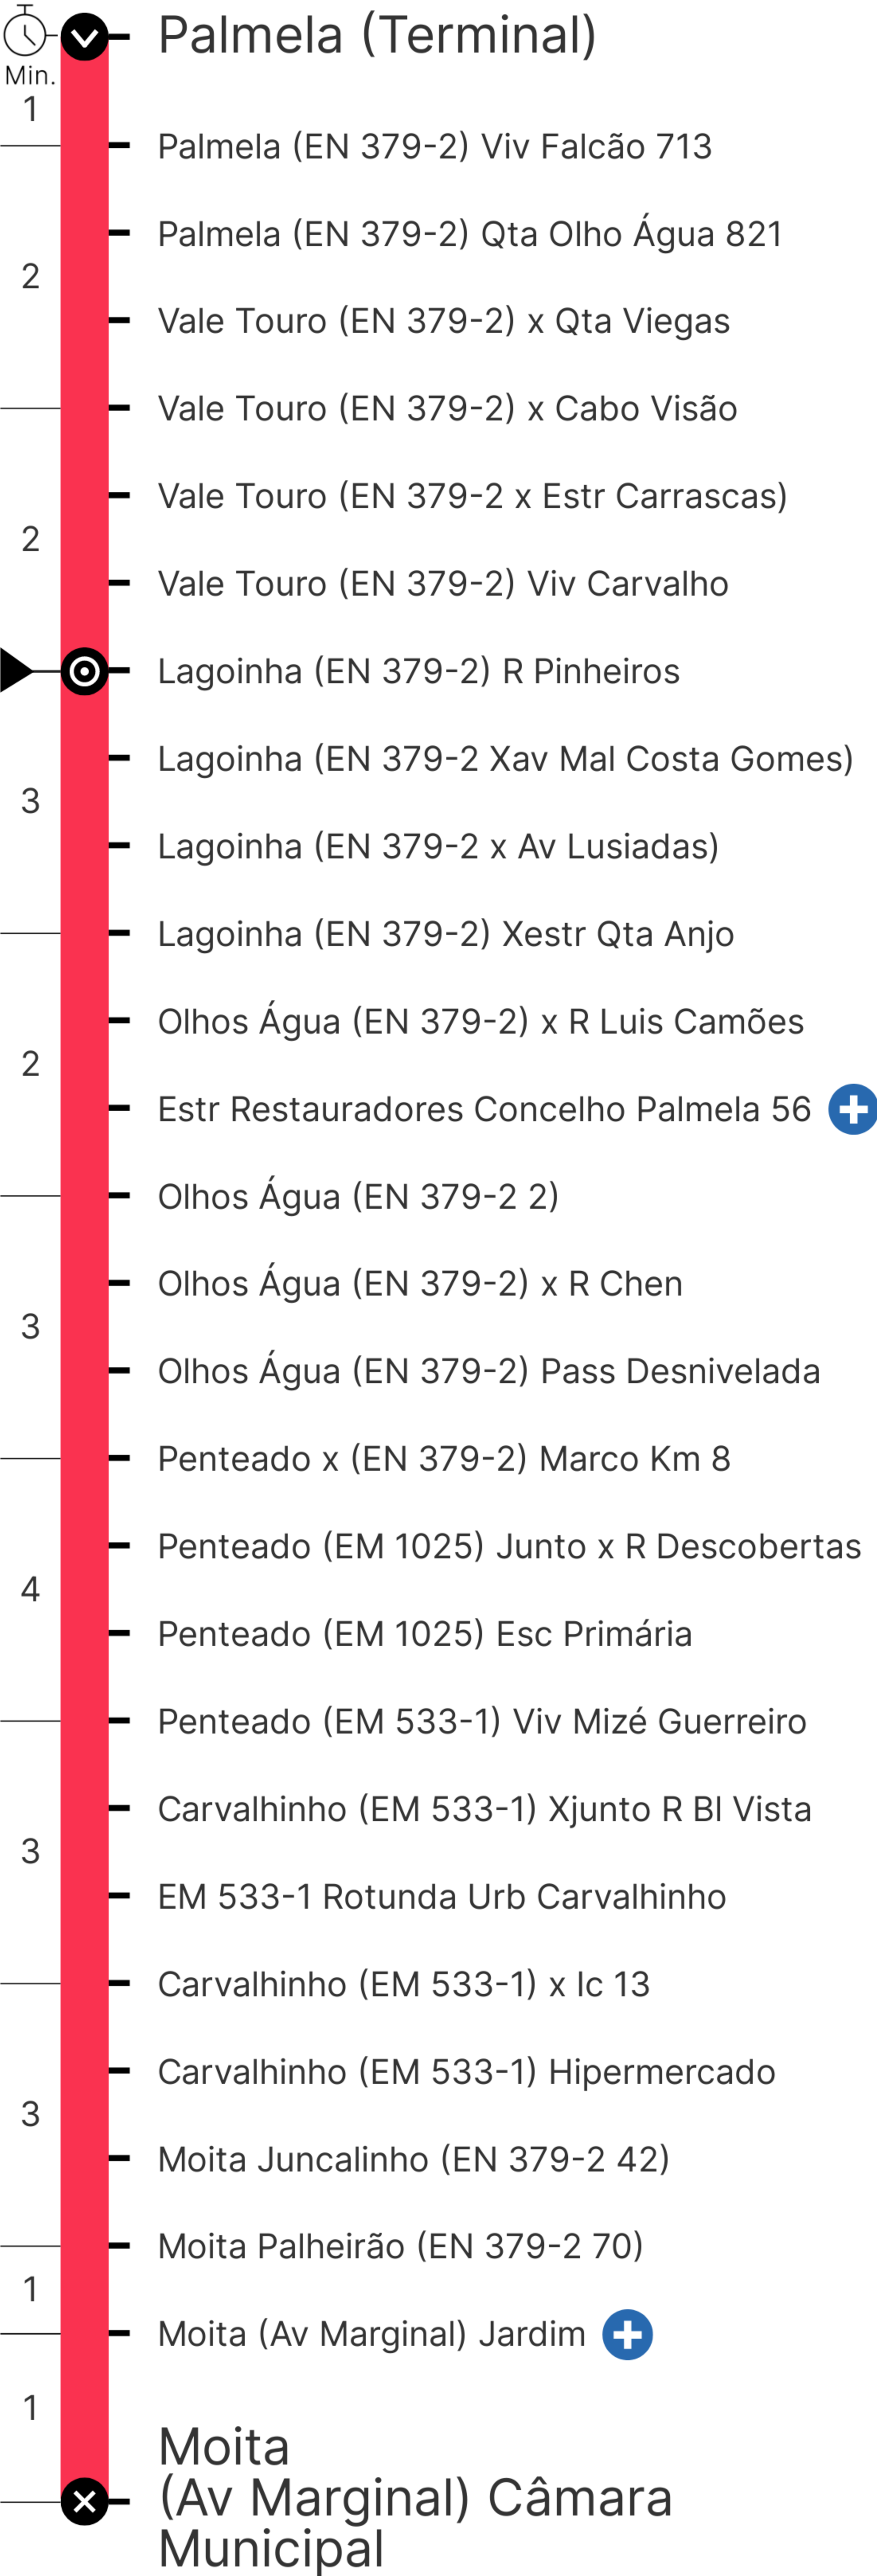 Palmela (Terminal)
Min.
1
Palmela (EN 379-2) Viv Falcão 713
Palmela (EN 379-2) Qta Olho Água 821
2
Vale Touro (EN 379-2) x Qta Viegas
Vale Touro (EN 379-2) x Cabo Visão
Vale Touro (EN 379-2 x Estr Carrascas)
2
Vale Touro (EN 379-2) Viv Carvalho
Lagoinha (EN 379-2) R Pinheiros
Lagoinha (EN 379-2 Xav Mal Costa Gomes)
3
Lagoinha (EN 379-2 x Av Lusiadas)
Lagoinha (EN 379-2) Xestr Qta Anjo
Olhos Água (EN 379-2) x R Luis Camões
2
Estr Restauradores Concelho Palmela 56
Olhos Água (EN 379-2 2)
Olhos Água (EN 379-2) x R Chen
3
Olhos Água (EN 379-2) Pass Desnivelada
Penteado x (EN 379-2) Marco Km 8
Penteado (EM 1025) Junto x R Descobertas
4
Penteado (EM 1025) Esc Primária
Penteado (EM 533-1) Viv Mizé Guerreiro
Carvalhinho (EM 533-1) Xjunto R Bl Vista
3
EM 533-1 Rotunda Urb Carvalhinho
Carvalhinho (EM 533-1) x Ic 13
Carvalhinho (EM 533-1) Hipermercado
3
Moita Juncalinho (EN 379-2 42)
Moita Palheirão (EN 379-2 70)
1
Moita (Av Marginal) Jardim
1
Moita
(Av Marginal) Câmara
Municipal